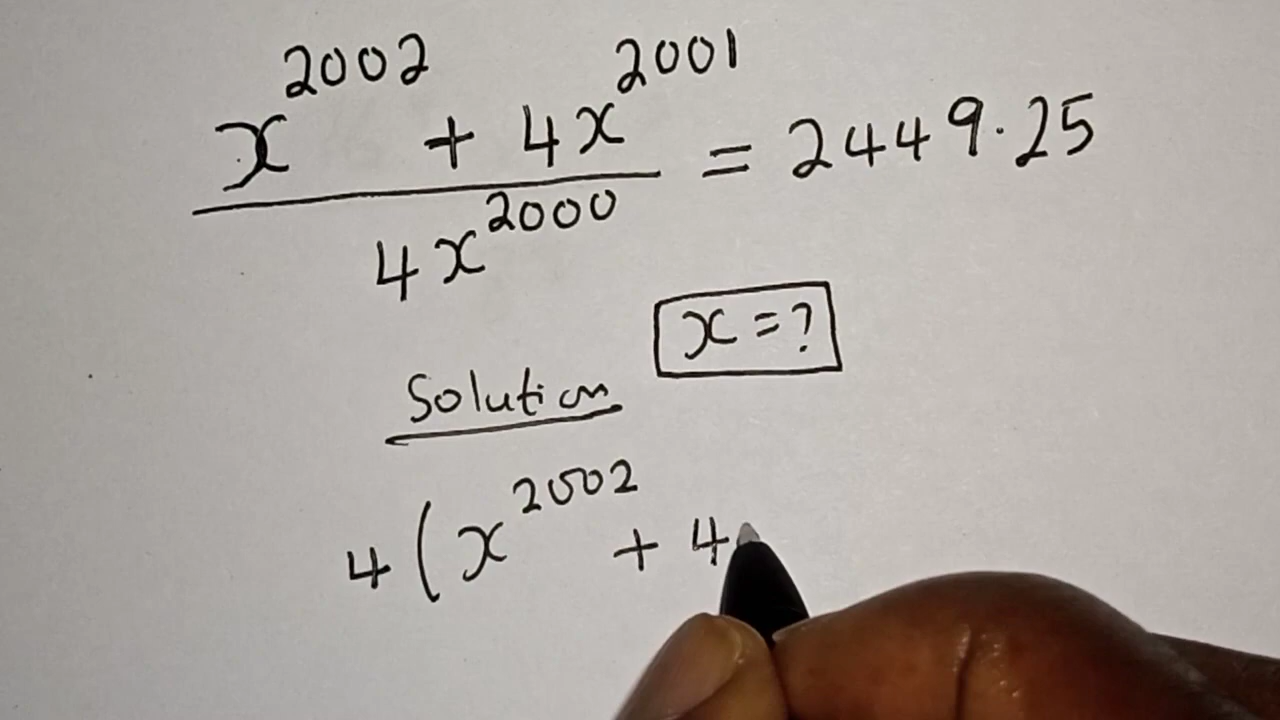 x^2002 + 4x^2001 / 4x^2000 = 2449.25
x = ?
Solution
4(x^2002 + 4